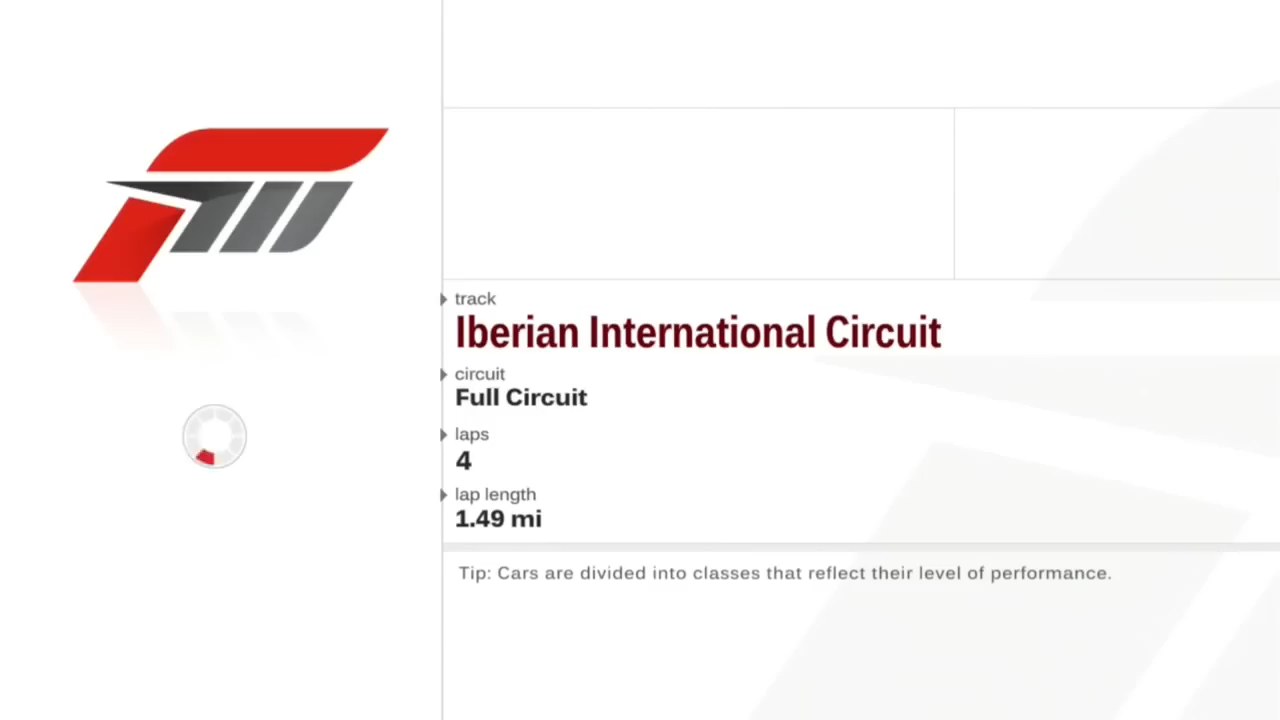 track
Iberian International Circuit
circuit
Full Circuit
laps
4
lap length
1.49 mi
Tip: Cars are divided into classes that reflect their level of performance.